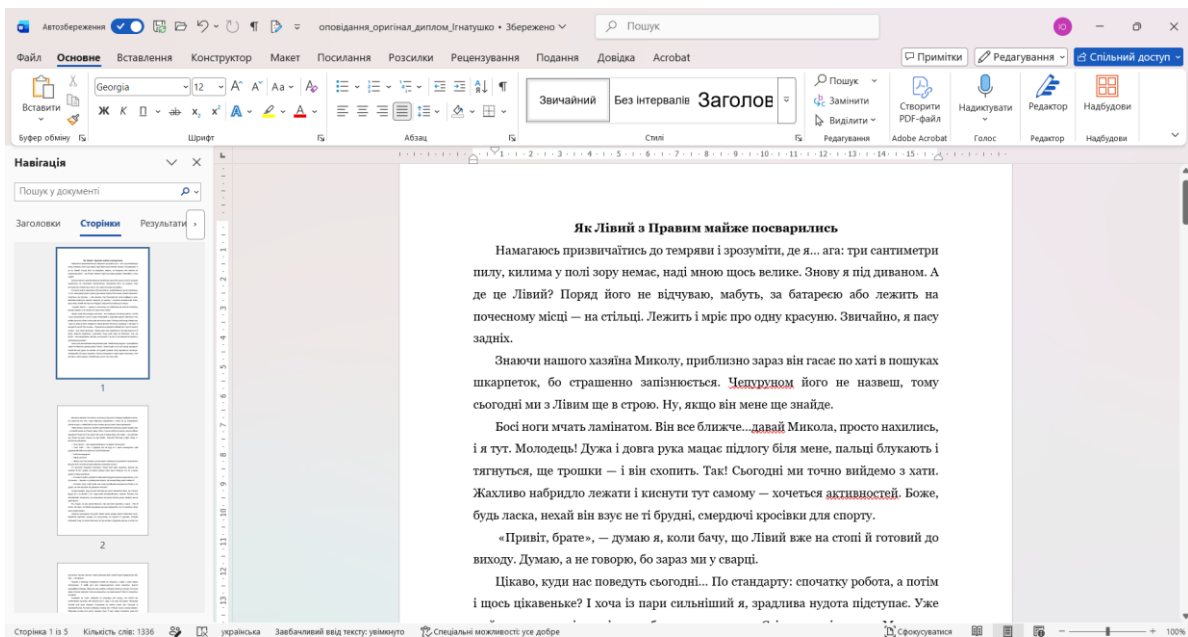 Автозбереження оповідання_оригінал_диплом_Ігнатушко • Збережено Пошук Ю
Файл Основне Вставлення Конструктор Макет Посилання Розсилки Рецензування Подання Довідка Acrobat Примітки Редагування Спільний доступ
Вставити
Буфер обміну
Georgia 12
Ж К П ab x₂ x² A A
Шрифт
Абзац
Звичайний Без інтервалів Заголов
Стилі
Пошук
Замінити
Виділити
Редагування
Створити PDF-файл
Adobe Acrobat
Надиктувати
Голос
Редактор
Редактор
Надбудови
Надбудови
Навігація
Пошук у документі
Заголовки Сторінки Результати
1
2
Як Лівий з Правим майже посварились
Намагаюсь призвичаїтись до темряви і зрозуміти, де я... ага: три сантиметри
пилу, килима у полі зору немає, наді мною щось велике. Знову я під диваном. А
де це Лівий? Поряд його не відчуваю, мабуть, за батареєю або лежить на
почесному місці — на стільці. Лежить і мріє про одну красуню. Звичайно, я пасу
задніх.
Знаючи нашого хазяїна Миколу, приблизно зараз він гасає по хаті в пошуках
шкарпеток, бо страшенно запізнюється. Чепуруном його не назвеш, тому
сьогодні ми з Лівим ще в строю. Ну, якщо він мене ще знайде.
Босі ноги мчать ламінатом. Він все ближче...давай Микола, просто нахились,
і я тут! Молодець! Дужа і довга рука мацає підлогу біля мене, пальці блукають і
тягнуться, ще трошки — і він схопить. Так! Сьогодні ми точно вийдемо з хати.
Жахливо набридло лежати і киснути тут самому — хочеться активностей. Боже,
будь ласка, нехай він взує не ті брудні, смердючі кросівки для спорту.
«Привіт, брате», — думаю я, коли бачу, що Лівий вже на стопі й готовий до
виходу. Думаю, а не говорю, бо зараз ми у сварці.
Цікаво, куди нас поведуть сьогодні... По стандарту: спочатку робота, а потім
і щось цікавеньке? І хоча із пари сильніший я, зрадлива нудота підступає. Уже
Сторінка 1 із 5 Кількість слів: 1336 українська Завбачливий ввід тексту: увімкнуто Спеціальні можливості: усе добре Сфокусуватися 100%